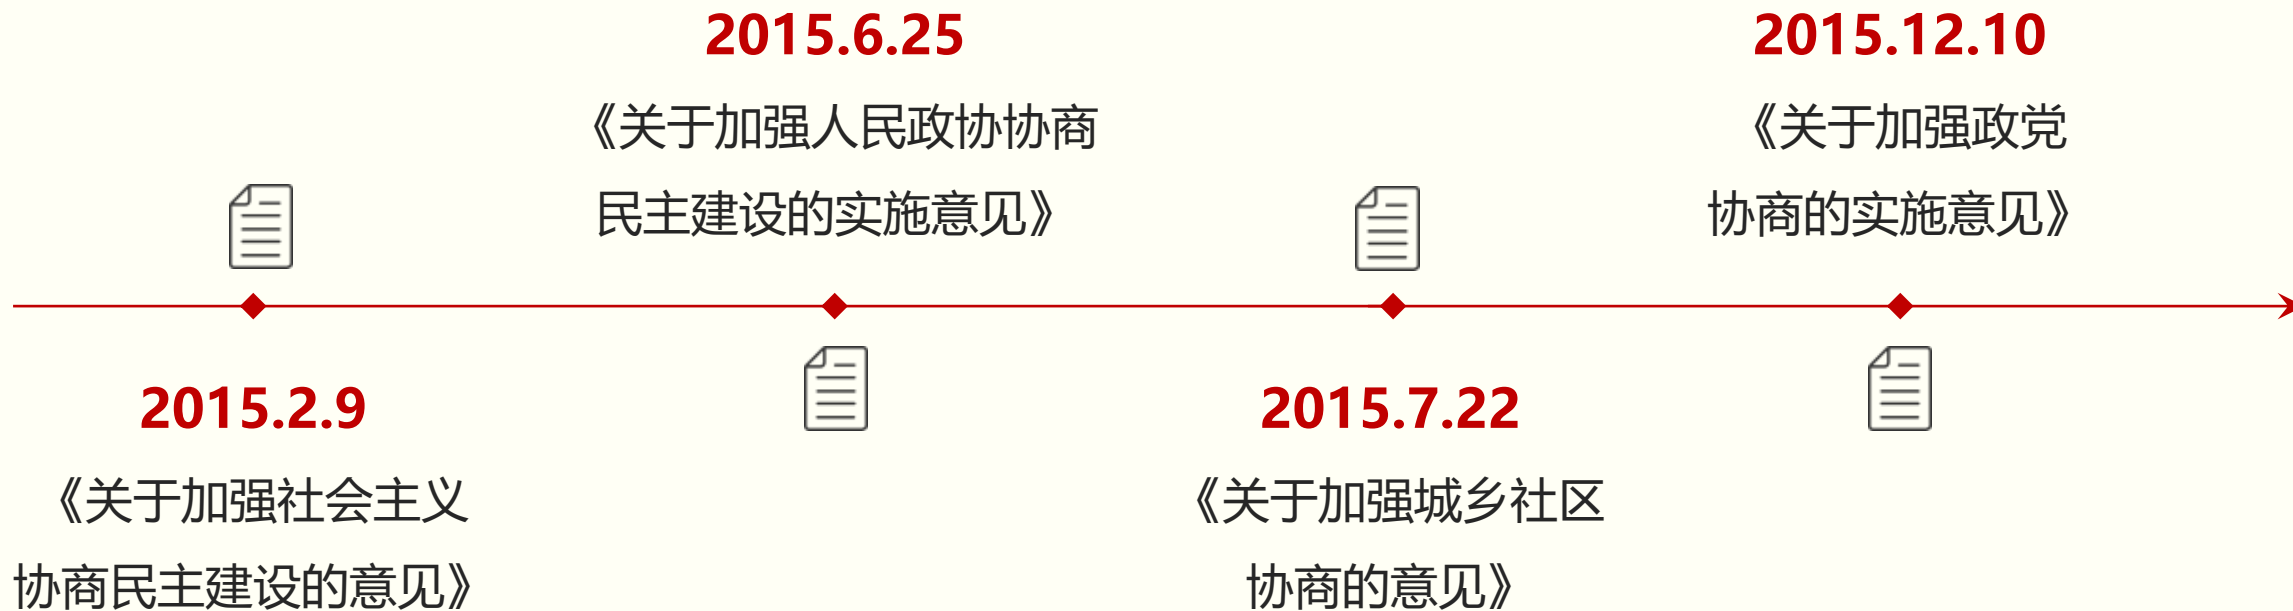 2015.6.25
《关于加强人民政协协商
民主建设的实施意见》
2015.12.10
《关于加强政党
协商的实施意见》
2015.2.9
《关于加强社会主义
协商民主建设的意见》
2015.7.22
《关于加强城乡社区
协商的意见》